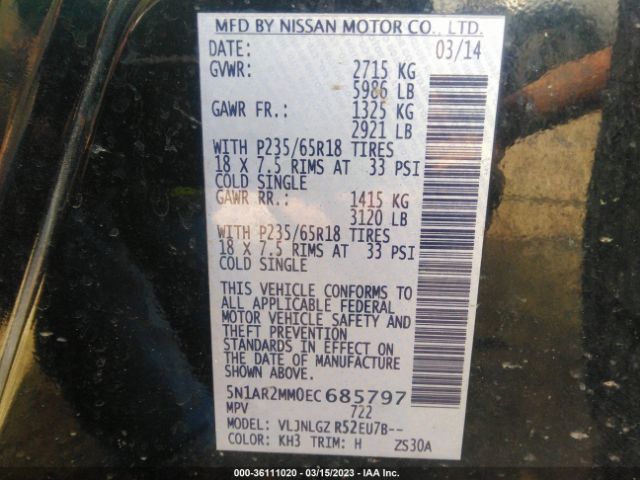 MFD BY NISSAN MOTOR CO., LTD.
DATE: 03/14
GVWR: 2715 KG
5986 LB
GAWR FR.: 1325 KG
2921 LB
WITH P235/65R18 TIRES
18 X 7.5 RIMS AT 33 PSI
COLD SINGLE
GAWR RR.: 1415 KG
3120 LB
WITH P235/65R18 TIRES
18 X 7.5 RIMS AT 33 PSI
COLD SINGLE
THIS VEHICLE CONFORMS TO
ALL APPLICABLE FEDERAL
MOTOR VEHICLE SAFETY AND
THEFT PREVENTION
STANDARDS IN EFFECT ON
THE DATE OF MANUFACTURE
SHOWN ABOVE.
5N1AR2MM0EC685797
MPV 722
MODEL: VLJNLGZ R52EU7B--
COLOR: KH3 TRIM: H ZS30A
000-36111020 - 03/15/2023 - IAA Inc.